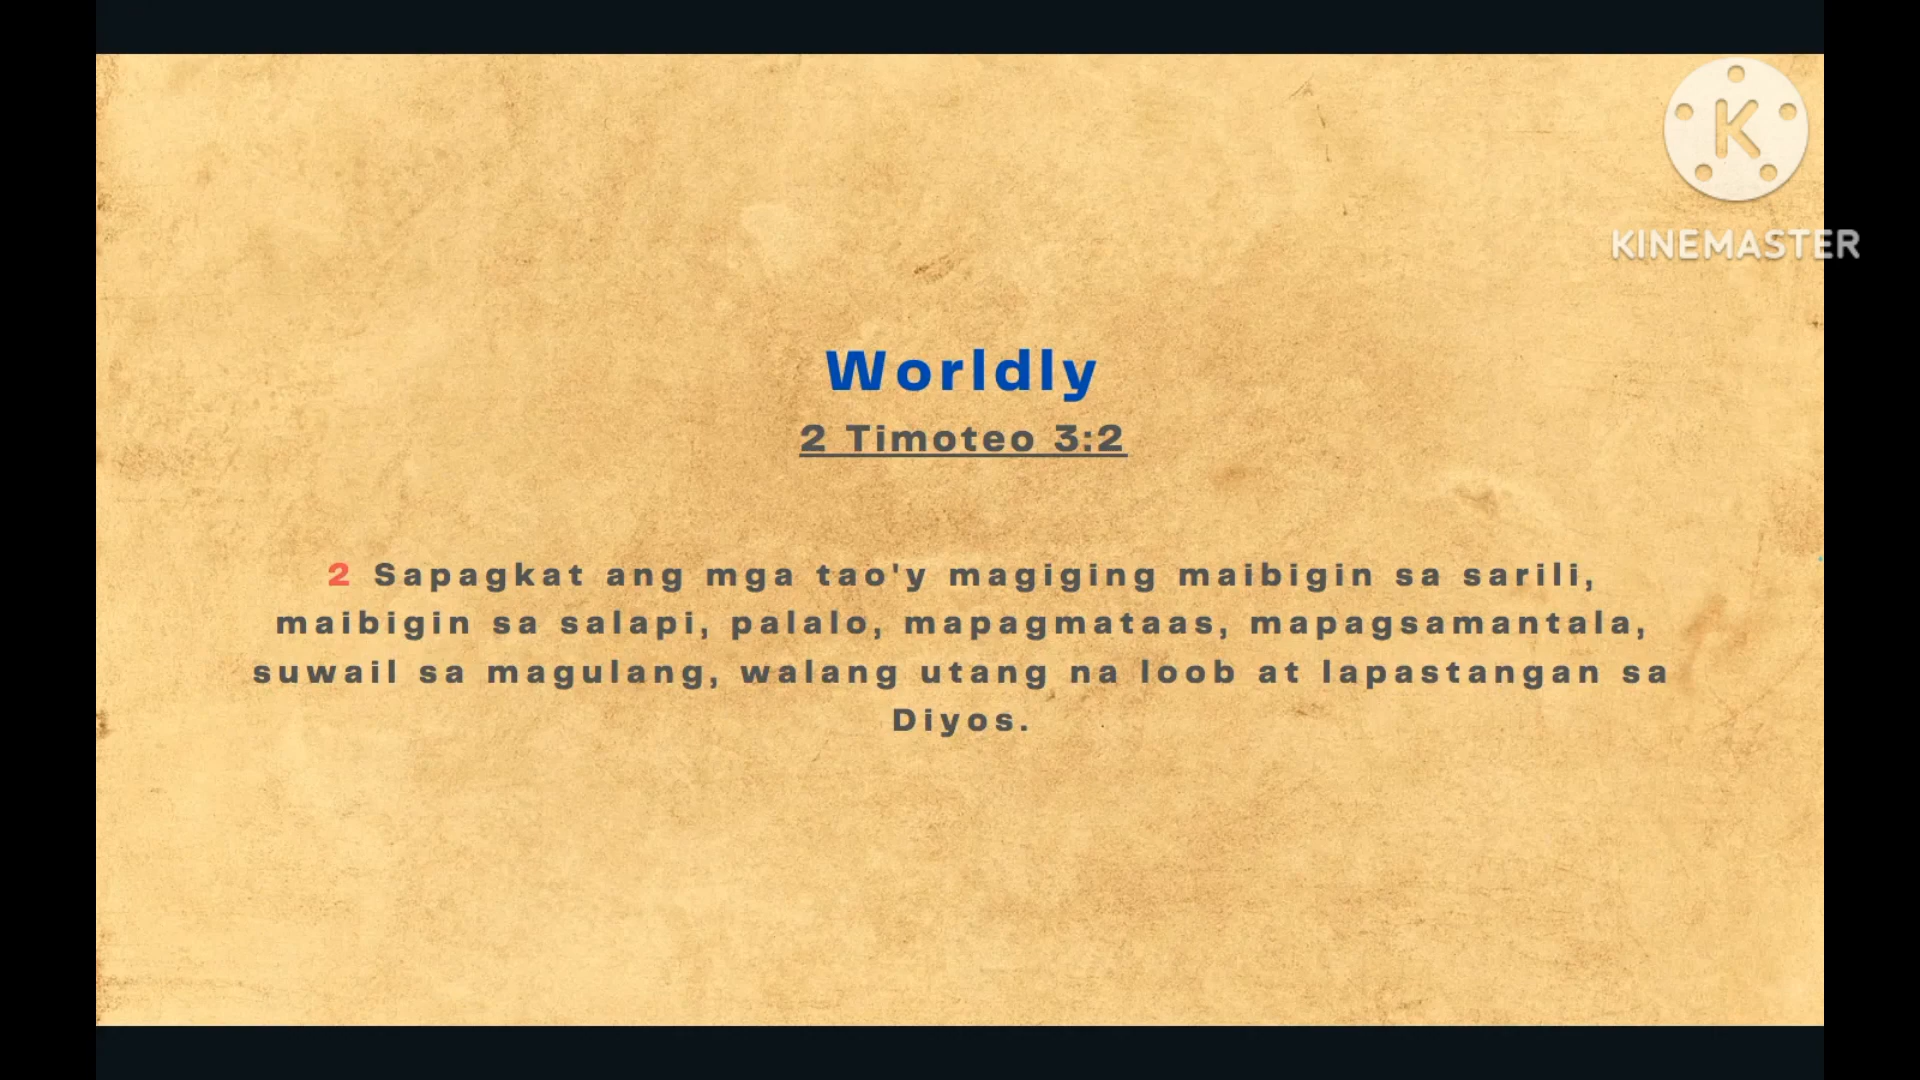 K
KINEMASTER
Worldly
2 Timoteo 3:2
2 Sapagkat ang mga tao'y magiging maibigin sa sarili,
maibigin sa salapi, palalo, mapagmataas, mapagsamantala,
suwail sa magulang, walang utang na loob at lapastangan sa
Diyos.